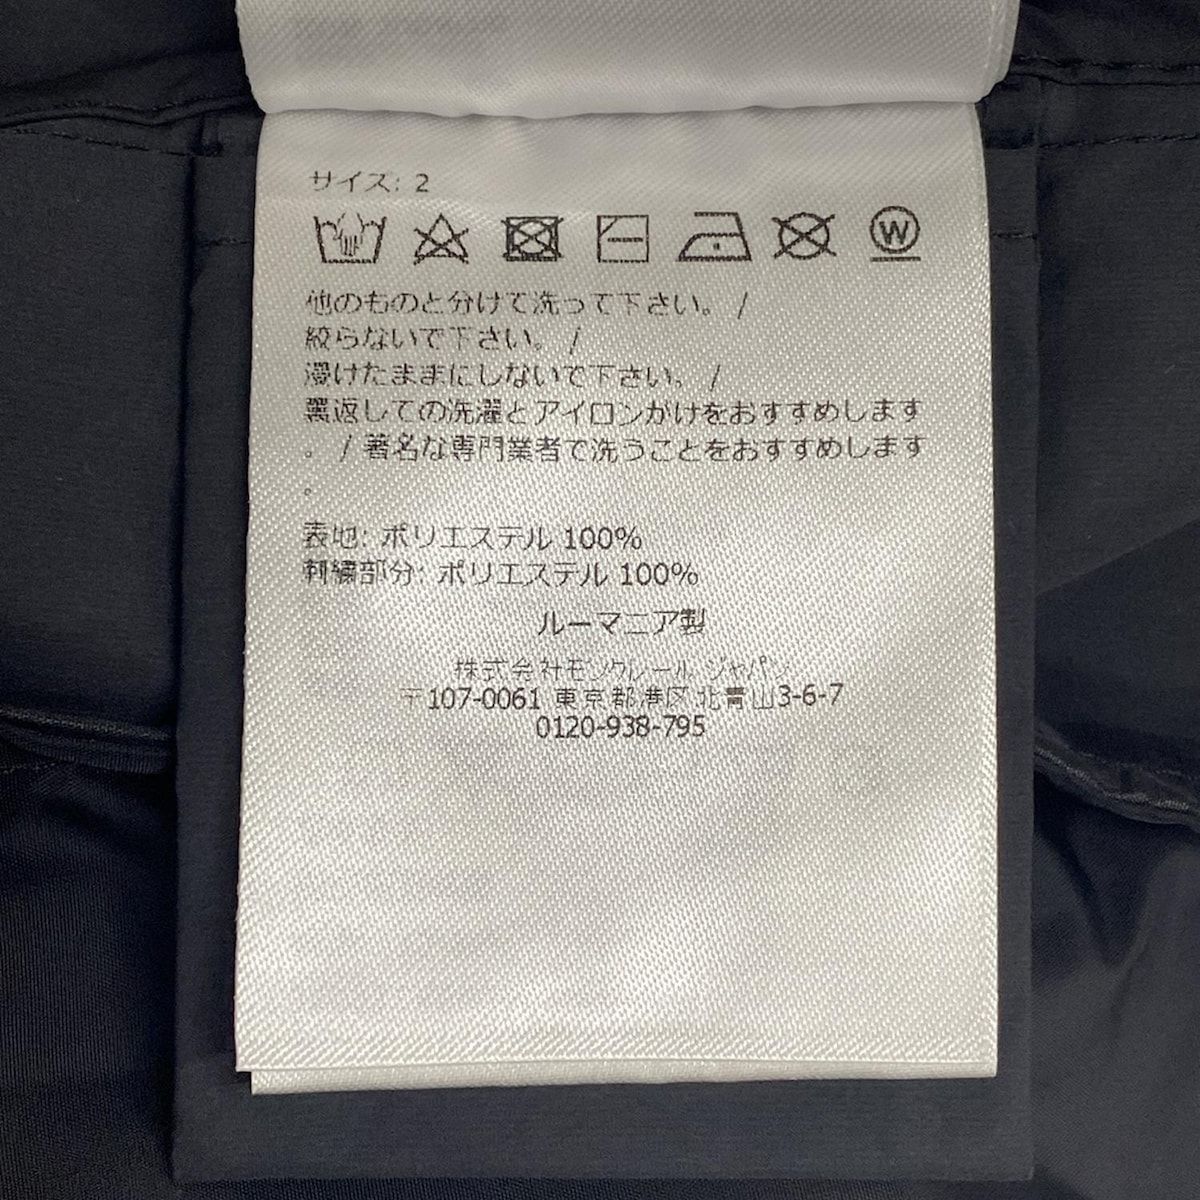 サイズ: 2
W
他のものと分けて洗って下さい。 /
絞らないで下さい。 /
浸けたままにしないで下さい。 /
裏返しての洗濯とアイロンがけをおすすめします
。 / 著名な専門業者で洗うことをおすすめします
。
表地: ポリエステル 100%
刺繍部分: ポリエステル 100%
ルーマニア製
株式会社モンクレール ジャパン
〒107-0061 東京都港区北青山3-6-7
0120-938-795